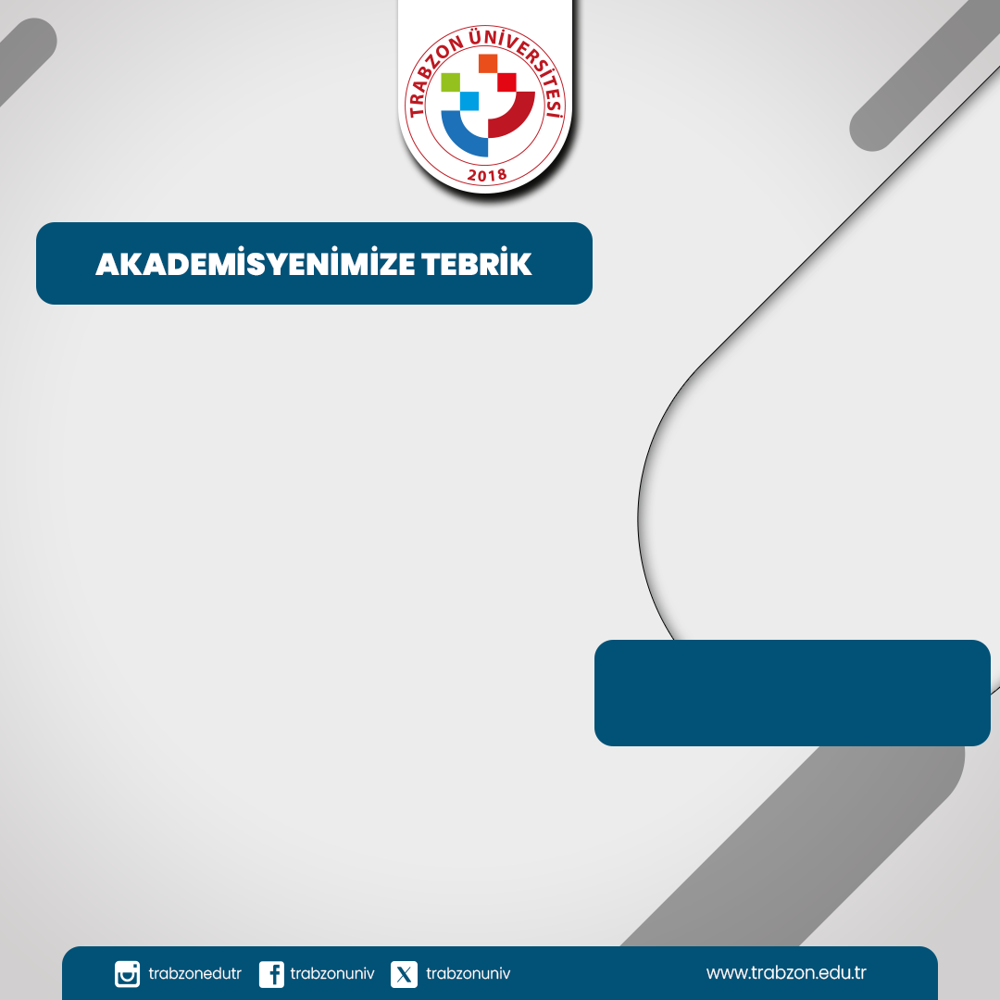 TRABZON ÜNİVERSİTESİ
2018
AKADEMİSYENİMİZE TEBRİK
trabzonedutr trabzonuniv trabzonuniv www.trabzon.edu.tr